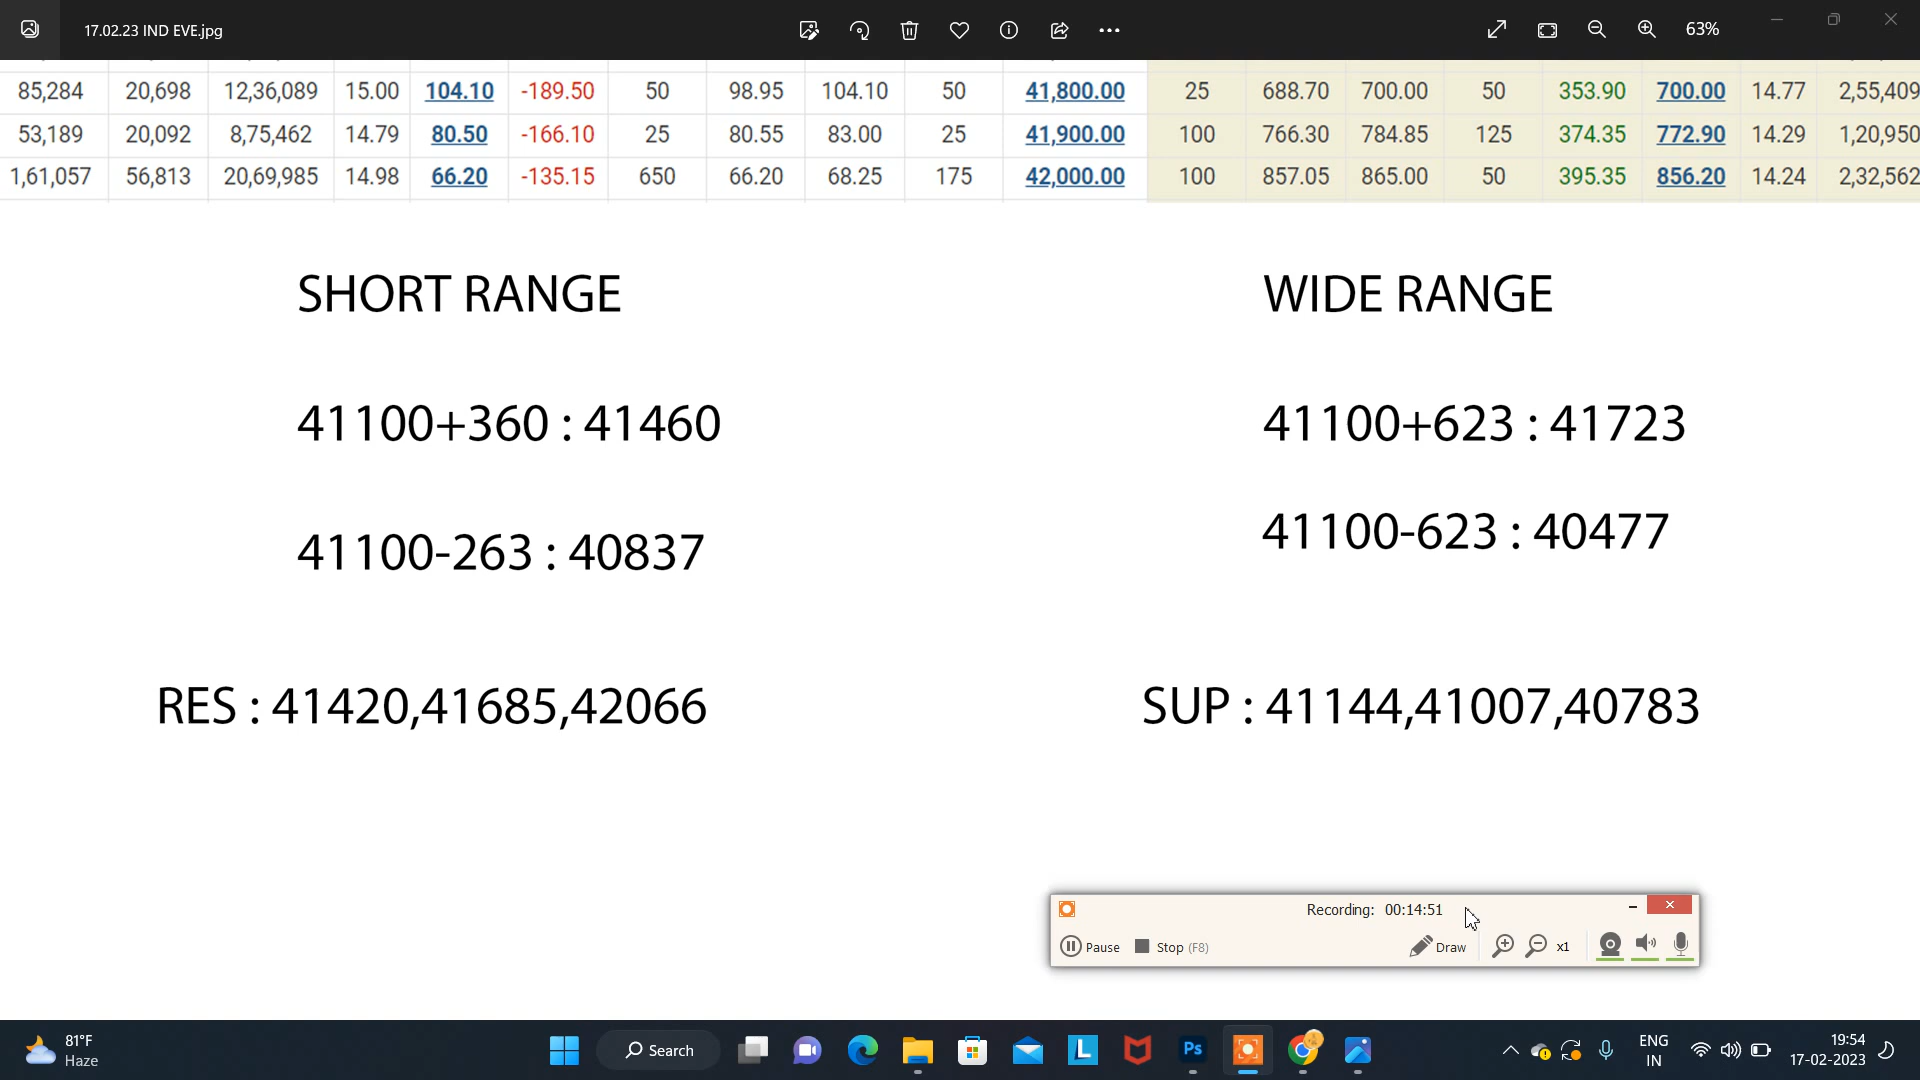 17.02.23 IND EVE.jpg
63%
85,284 20,698 12,36,089 15.00 104.10 -189.50 50 98.95 104.10 50 41,800.00 25 688.70 700.00 50 353.90 700.00 14.77 2,55,409
53,189 20,092 8,75,462 14.79 80.50 -166.10 25 80.55 83.00 25 41,900.00 100 766.30 784.85 125 374.35 772.90 14.29 1,20,950
1,61,057 56,813 20,69,985 14.98 66.20 -135.15 650 66.20 68.25 175 42,000.00 100 857.05 865.00 50 395.35 856.20 14.24 2,32,562
SHORT RANGE
WIDE RANGE
41100+360 : 41460
41100+623 : 41723
41100-263 : 40837
41100-623 : 40477
RES : 41420,41685,42066
SUP : 41144,41007,40783
Recording: 00:14:51
Pause Stop (F8) Draw x1
81°F
Haze
Search
L
Ps
ENG
IN
19:54
17-02-2023